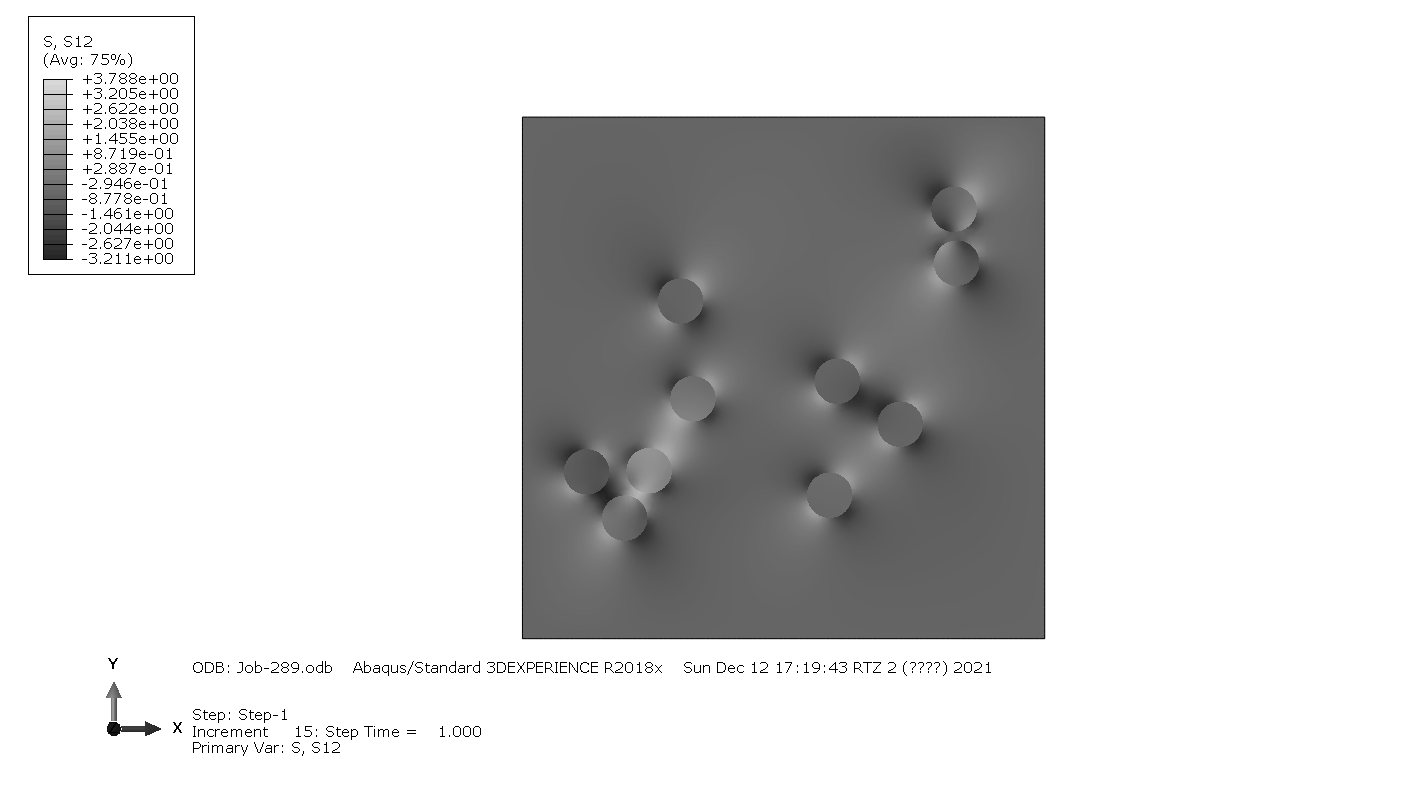 S, S12
(Avg: 75%)
+3.788e+00
+3.205e+00
+2.622e+00
+2.038e+00
+1.455e+00
+8.719e-01
+2.887e-01
-2.946e-01
-8.778e-01
-1.461e+00
-2.044e+00
-2.627e+00
-3.211e+00
Y
X
ODB: Job-289.odb    Abaqus/Standard 3DEXPERIENCE R2018x    Sun Dec 12 17:19:43 RTZ 2 (????) 2021
Step: Step-1
Increment     15: Step Time =    1.000
Primary Var: S, S12